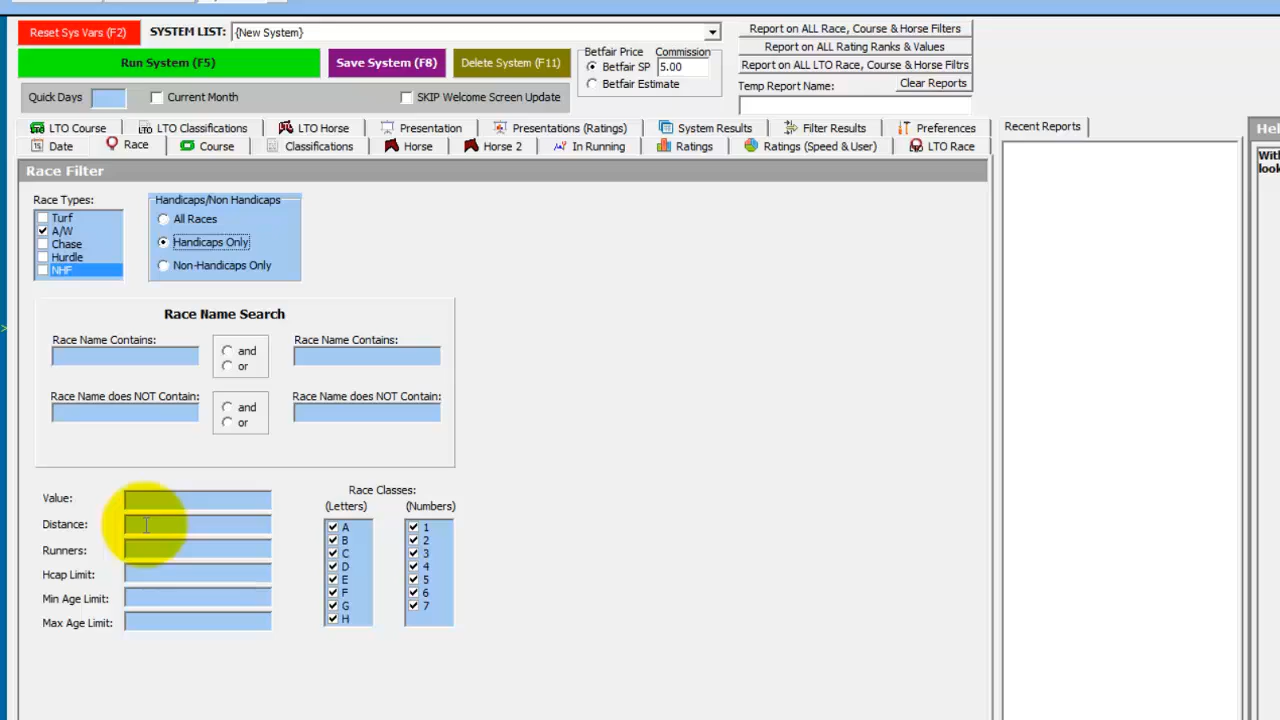 Reset Sys Vars (F2)
SYSTEM LIST:
{New System}
Run System (F5)
Save System (F8)
Delete System (F11)
Betfair Price
Commission
Betfair SP
5.00
Betfair Estimate
Report on ALL Race, Course & Horse Filters
Report on ALL Rating Ranks & Values
Report on ALL LTO Race, Course & Horse Filtrs
Temp Report Name:
Clear Reports
Quick Days
Current Month
SKIP Welcome Screen Update
LTO Course
LTO Classifications
LTO Horse
Presentation
Presentations (Ratings)
System Results
Filter Results
Preferences
Date
Race
Course
Classifications
Horse
Horse 2
In Running
Ratings
Ratings (Speed & User)
LTO Race
Recent Reports
Race Filter
Race Types:
Turf
A/W
Chase
Hurdle
NHF
Handicaps/Non Handicaps
All Races
Handicaps Only
Non-Handicaps Only
Race Name Search
Race Name Contains:
and
or
Race Name Contains:
Race Name does NOT Contain:
and
or
Race Name does NOT Contain:
Value:
Distance:
Runners:
Hcap Limit:
Min Age Limit:
Max Age Limit:
Race Classes:
(Letters)
(Numbers)
A
B
C
D
E
F
G
H
1
2
3
4
5
6
7